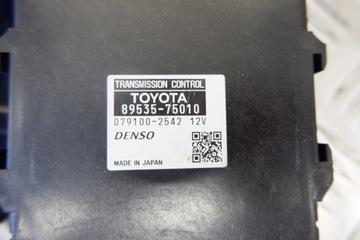 TRANSMISSION CONTROL
TOYOTA
89535-75010
079100-2542 12V
DENSO
MADE IN JAPAN